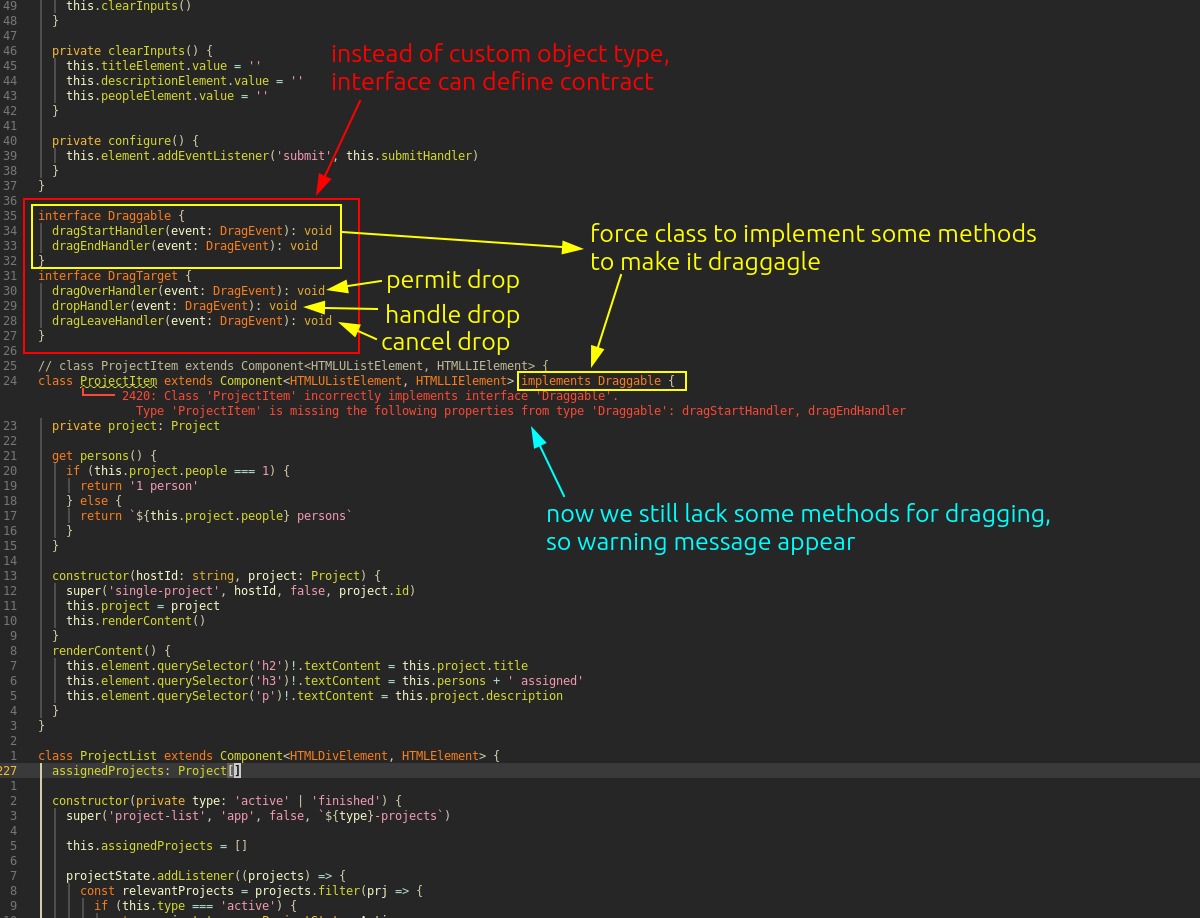 49 this.clearInputs()
48 }
47
46 private clearInputs() {
instead of custom object type,
interface can define contract
45 this.titleElement.value = ''
44 this.descriptionElement.value = ''
43 this.peopleElement.value = ''
42 }
41
40 private configure() {
39 this.element.addEventListener('submit', this.submitHandler)
38 }
37 }
36
35 interface Draggable {
34 dragStartHandler(event: DragEvent): void
33 dragEndHandler(event: DragEvent): void
32 }
force class to implement some methods
to make it draggagle
31 interface DragTarget {
30 dragOverHandler(event: DragEvent): void
permit drop
29 dropHandler(event: DragEvent): void
handle drop
28 dragLeaveHandler(event: DragEvent): void
cancel drop
27 }
26
25 // class ProjectItem extends Component<HTMLUListElement, HTMLLIElement> {
24 class ProjectItem extends Component<HTMLUListElement, HTMLLIElement> implements Draggable {
2420: Class 'ProjectItem' incorrectly implements interface 'Draggable'.
Type 'ProjectItem' is missing the following properties from type 'Draggable': dragStartHandler, dragEndHandler
23 private project: Project
22
21 get persons() {
20 if (this.project.people === 1) {
19 return '1 person'
18 } else {
17 return `${this.project.people} persons`
16 }
15 }
now we still lack some methods for dragging,
so warning message appear
14
13 constructor(hostId: string, project: Project) {
12 super('single-project', hostId, false, project.id)
11 this.project = project
10 this.renderContent()
9 }
8 renderContent() {
7 this.element.querySelector('h2')!.textContent = this.project.title
6 this.element.querySelector('h3')!.textContent = this.persons + ' assigned'
5 this.element.querySelector('p')!.textContent = this.project.description
4 }
3 }
2
1 class ProjectList extends Component<HTMLDivElement, HTMLElement> {
227 assignedProjects: Project[]
1
2 constructor(private type: 'active' | 'finished') {
3 super('project-list', 'app', false, `${type}-projects`)
4
5 this.assignedProjects = []
6
7 projectState.addListener((projects) => {
8 const relevantProjects = projects.filter(prj => {
9 if (this.type === 'active') {